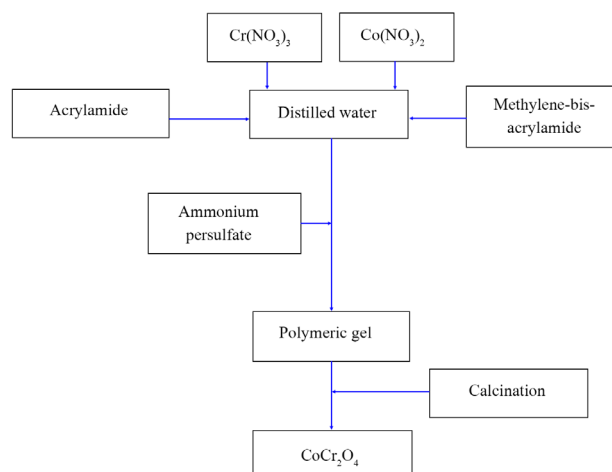 Cr(NO₃)₃
Co(NO₃)₂
Acrylamide
Distilled water
Methylene-bis-
acrylamide
Ammonium
persulfate
Polymeric gel
Calcination
CoCr₂O₄